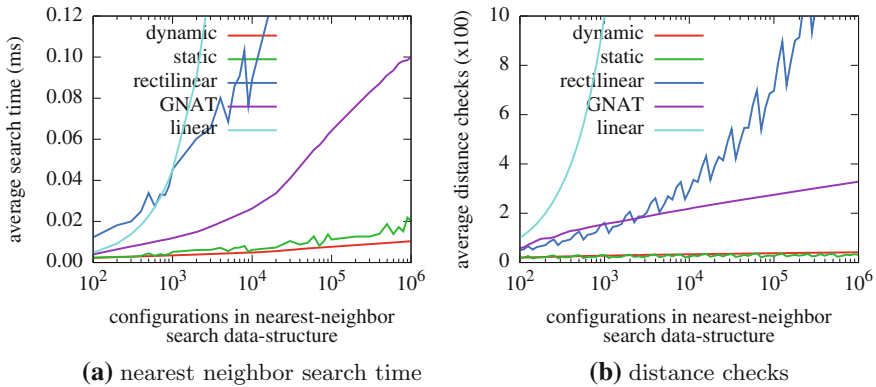 average search time (ms)
0.12
0.10
0.08
0.06
0.04
0.02
0.00
dynamic
static
rectilinear
GNAT
linear
10^2
10^3
10^4
10^5
10^6
configurations in nearest-neighbor
search data-structure
(a) nearest neighbor search time
average distance checks (x100)
10
8
6
4
2
0
dynamic
static
rectilinear
GNAT
linear
10^2
10^3
10^4
10^5
10^6
configurations in nearest-neighbor
search data-structure
(b) distance checks